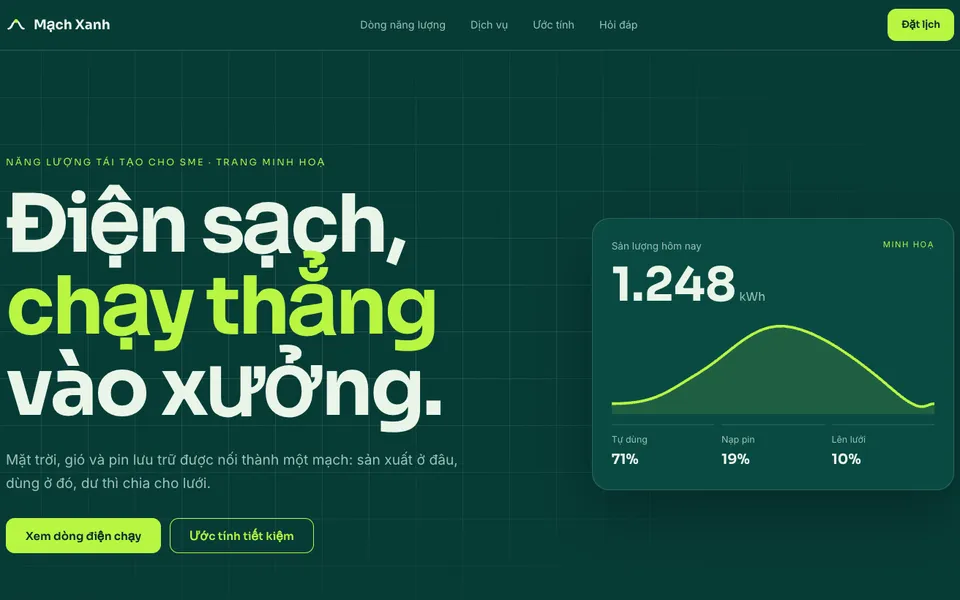 Mạch Xanh
Dòng năng lượng
Dịch vụ
Ước tính
Hỏi đáp
Đặt lịch
NĂNG LƯỢNG TÁI TẠO CHO SME · TRANG MINH HOẠ
Điện sạch,
chạy thẳng
vào xưởng.
Mặt trời, gió và pin lưu trữ được nối thành một mạch: sản xuất ở đâu,
dùng ở đó, dư thì chia cho lưới.
Xem dòng điện chạy
Ước tính tiết kiệm
Sản lượng hôm nay
MINH HOẠ
1.248 kWh
Tự dùng
Nạp pin
Lên lưới
71%
19%
10%